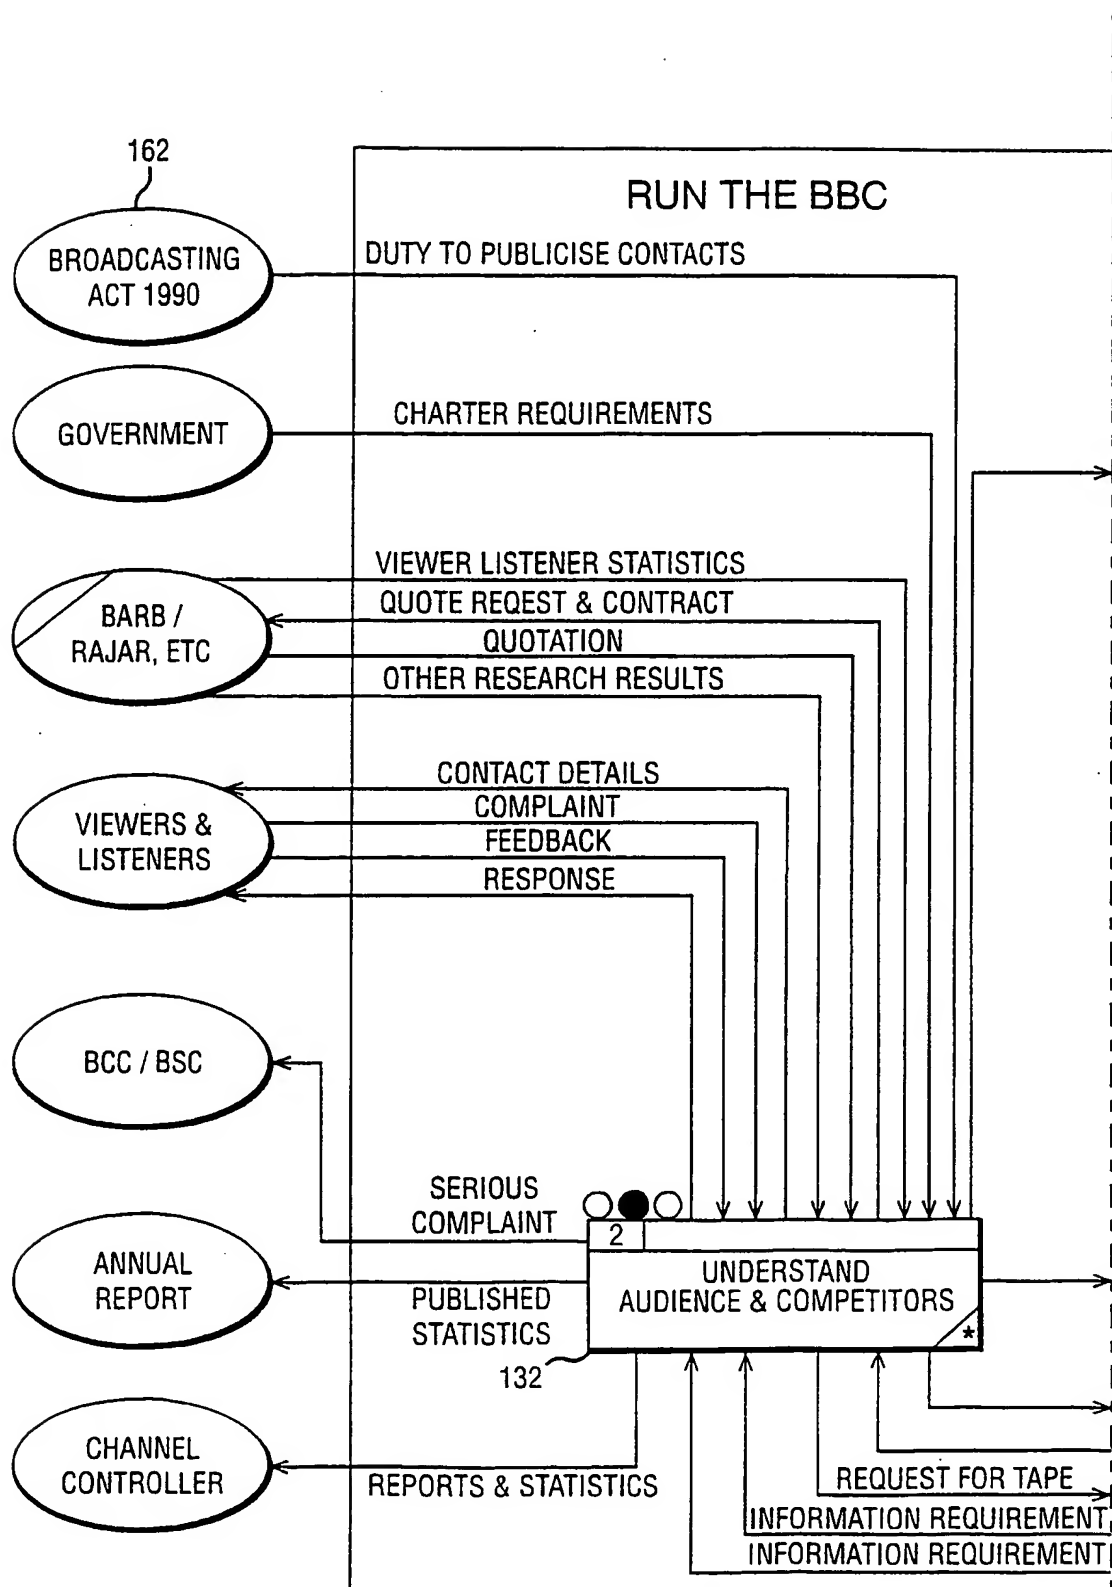 162
RUN THE BBC
BROADCASTING
ACT 1990
DUTY TO PUBLICISE CONTACTS
GOVERNMENT
CHARTER REQUIREMENTS
BARB /
RAJAR, ETC
VIEWER LISTENER STATISTICS
QUOTE REQEST & CONTRACT
QUOTATION
OTHER RESEARCH RESULTS
VIEWERS &
LISTENERS
CONTACT DETAILS
COMPLAINT
FEEDBACK
RESPONSE
BCC / BSC
SERIOUS
COMPLAINT
ANNUAL
REPORT
PUBLISHED
STATISTICS
2
UNDERSTAND
AUDIENCE & COMPETITORS
*
132
CHANNEL
CONTROLLER
REPORTS & STATISTICS
REQUEST FOR TAPE
INFORMATION REQUIREMENT
INFORMATION REQUIREMENT